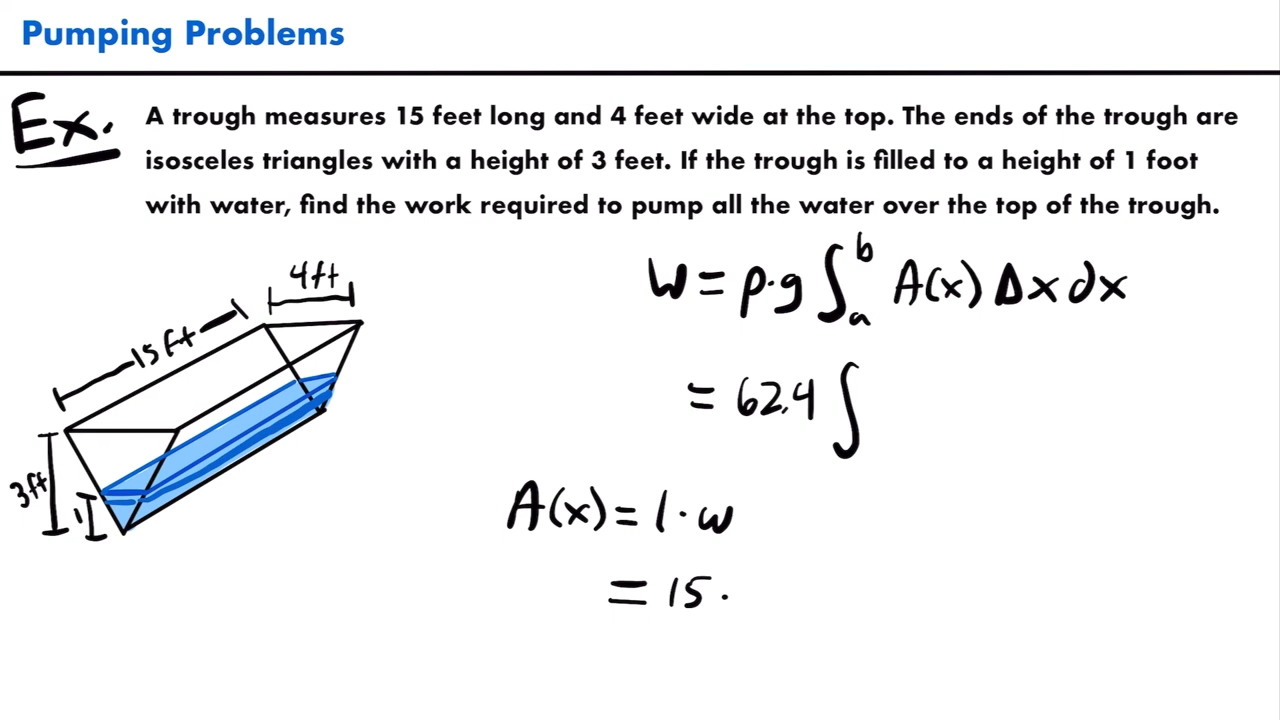 Pumping Problems
Ex.
A trough measures 15 feet long and 4 feet wide at the top. The ends of the trough are
isosceles triangles with a height of 3 feet. If the trough is filled to a height of 1 foot
with water, find the work required to pump all the water over the top of the trough.
4ft
15ft
3ft
1
W = ρ·g ∫ₐᵇ A(x) Δx dx
= 62.4 ∫
A(x) = l · w
= 15 ·